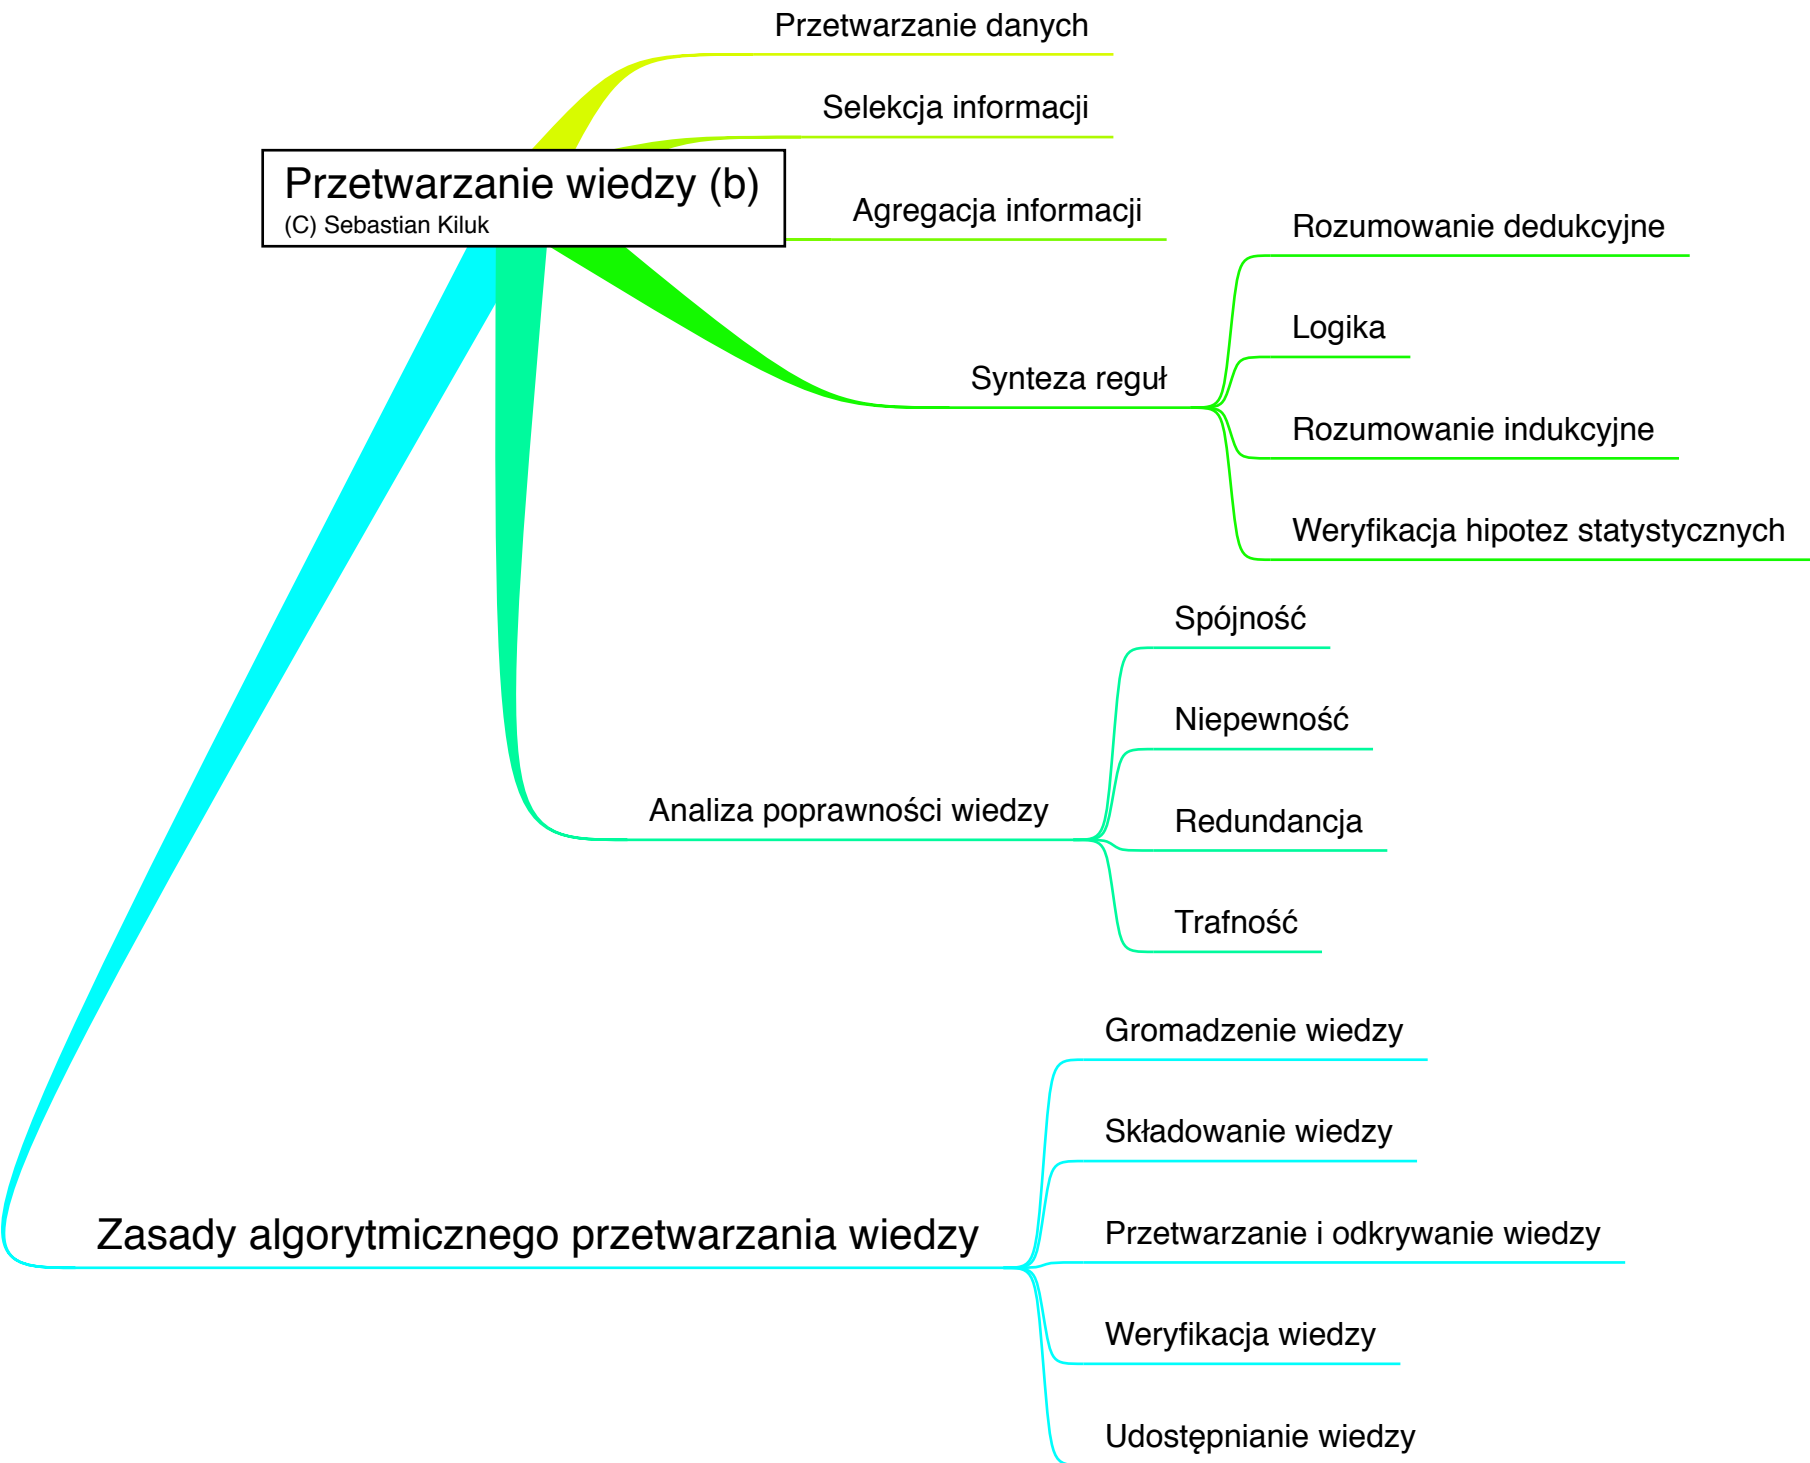 Przetwarzanie danych
Selekcja informacji
Przetwarzanie wiedzy (b)
(C) Sebastian Kiluk
Agregacja informacji
Synteza reguł
Rozumowanie dedukcyjne
Logika
Rozumowanie indukcyjne
Weryfikacja hipotez statystycznych
Analiza poprawności wiedzy
Spójność
Niepewność
Redundancja
Trafność
Zasady algorytmicznego przetwarzania wiedzy
Gromadzenie wiedzy
Składowanie wiedzy
Przetwarzanie i odkrywanie wiedzy
Weryfikacja wiedzy
Udostępnianie wiedzy